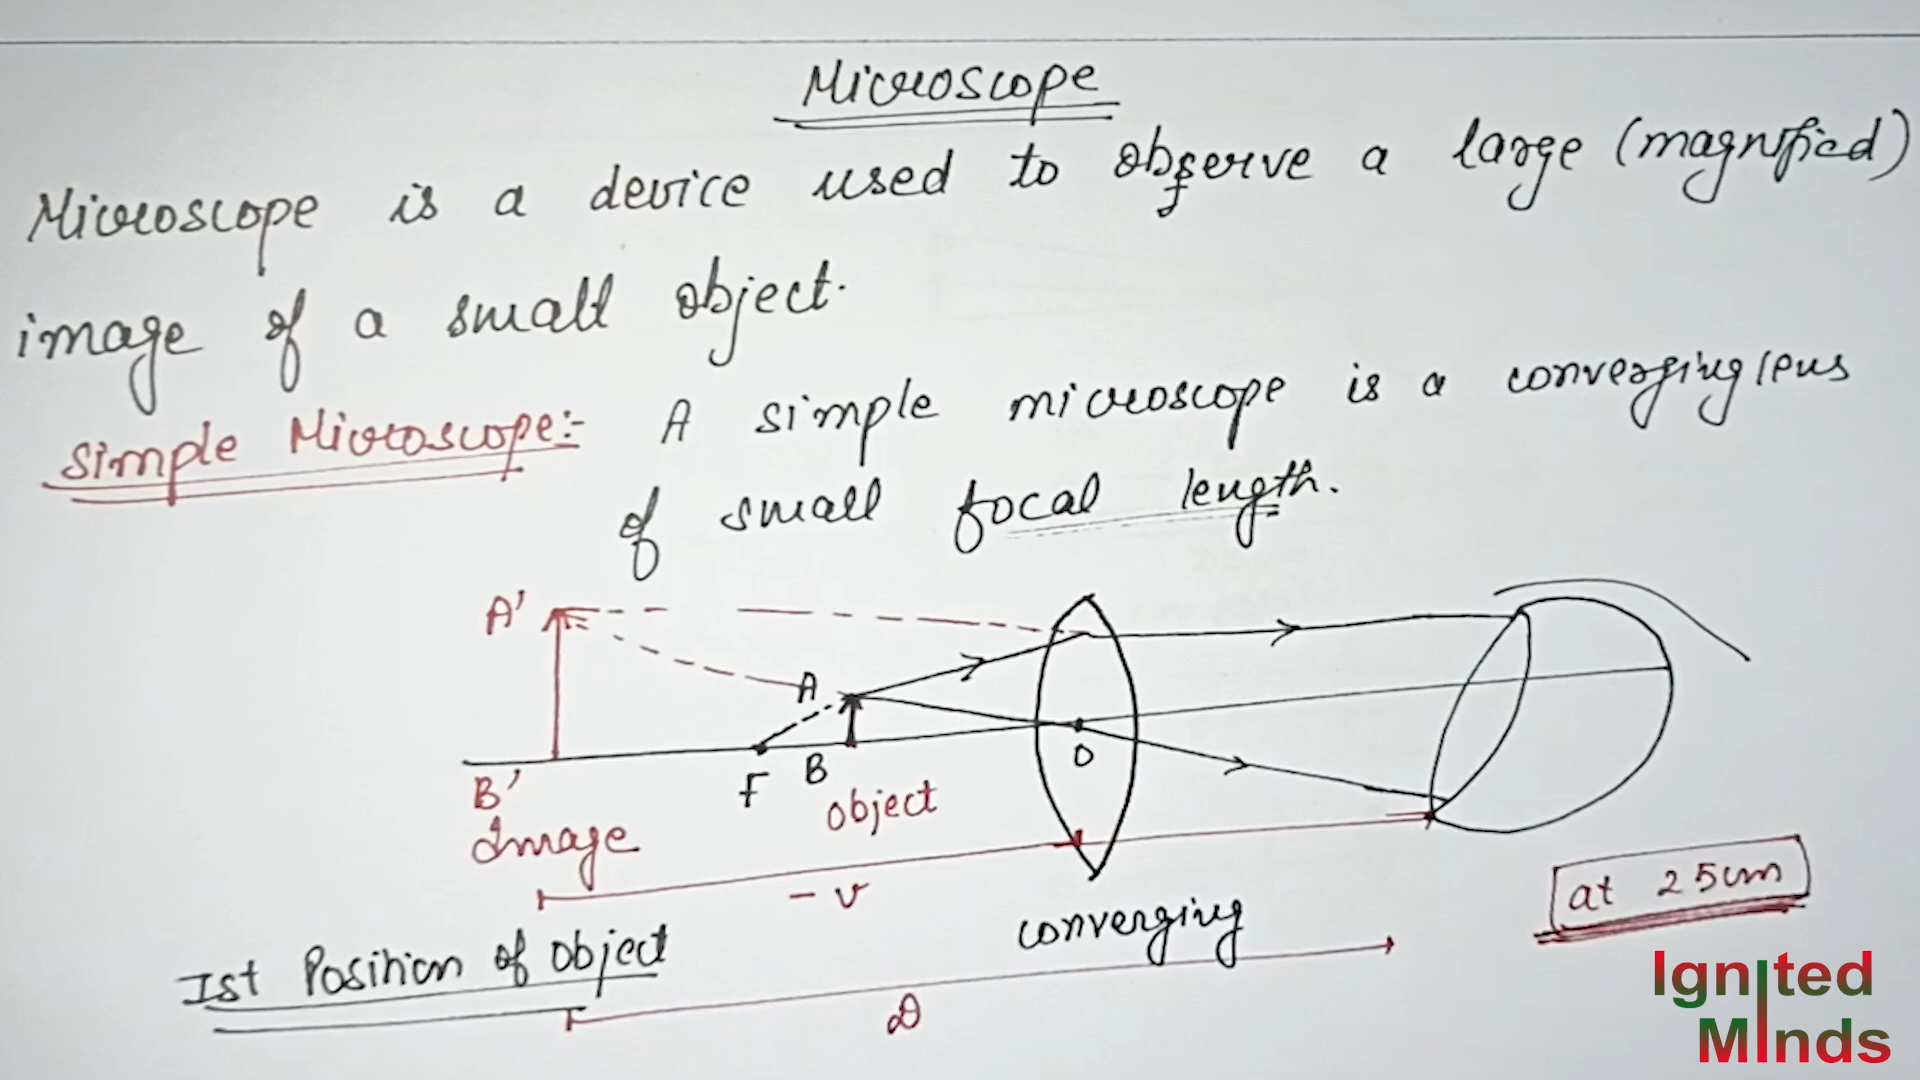 Microscope
Microscope is a device used to observe a large (magnified)
image of a small object.
Simple Microscope:- A simple microscope is a converging lens
of small focal length.
A'
A
O
F
B
B'
object
Image
- v
at 25cm
converging
Ist Position of object
D
Ignited
Minds